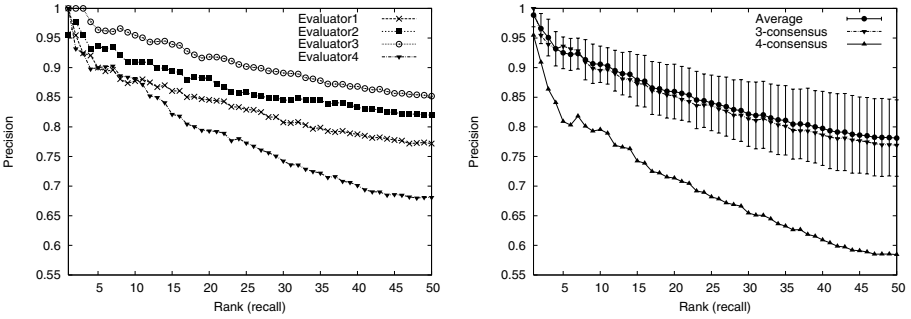 Evaluator1
Evaluator2
Evaluator3
Evaluator4
1
0.95
0.9
0.85
0.8
0.75
0.7
0.65
0.6
0.55
Precision
5 10 15 20 25 30 35 40 45 50
Rank (recall)
Average
3-consensus
4-consensus
1
0.95
0.9
0.85
0.8
0.75
0.7
0.65
0.6
0.55
Precision
5 10 15 20 25 30 35 40 45 50
Rank (recall)